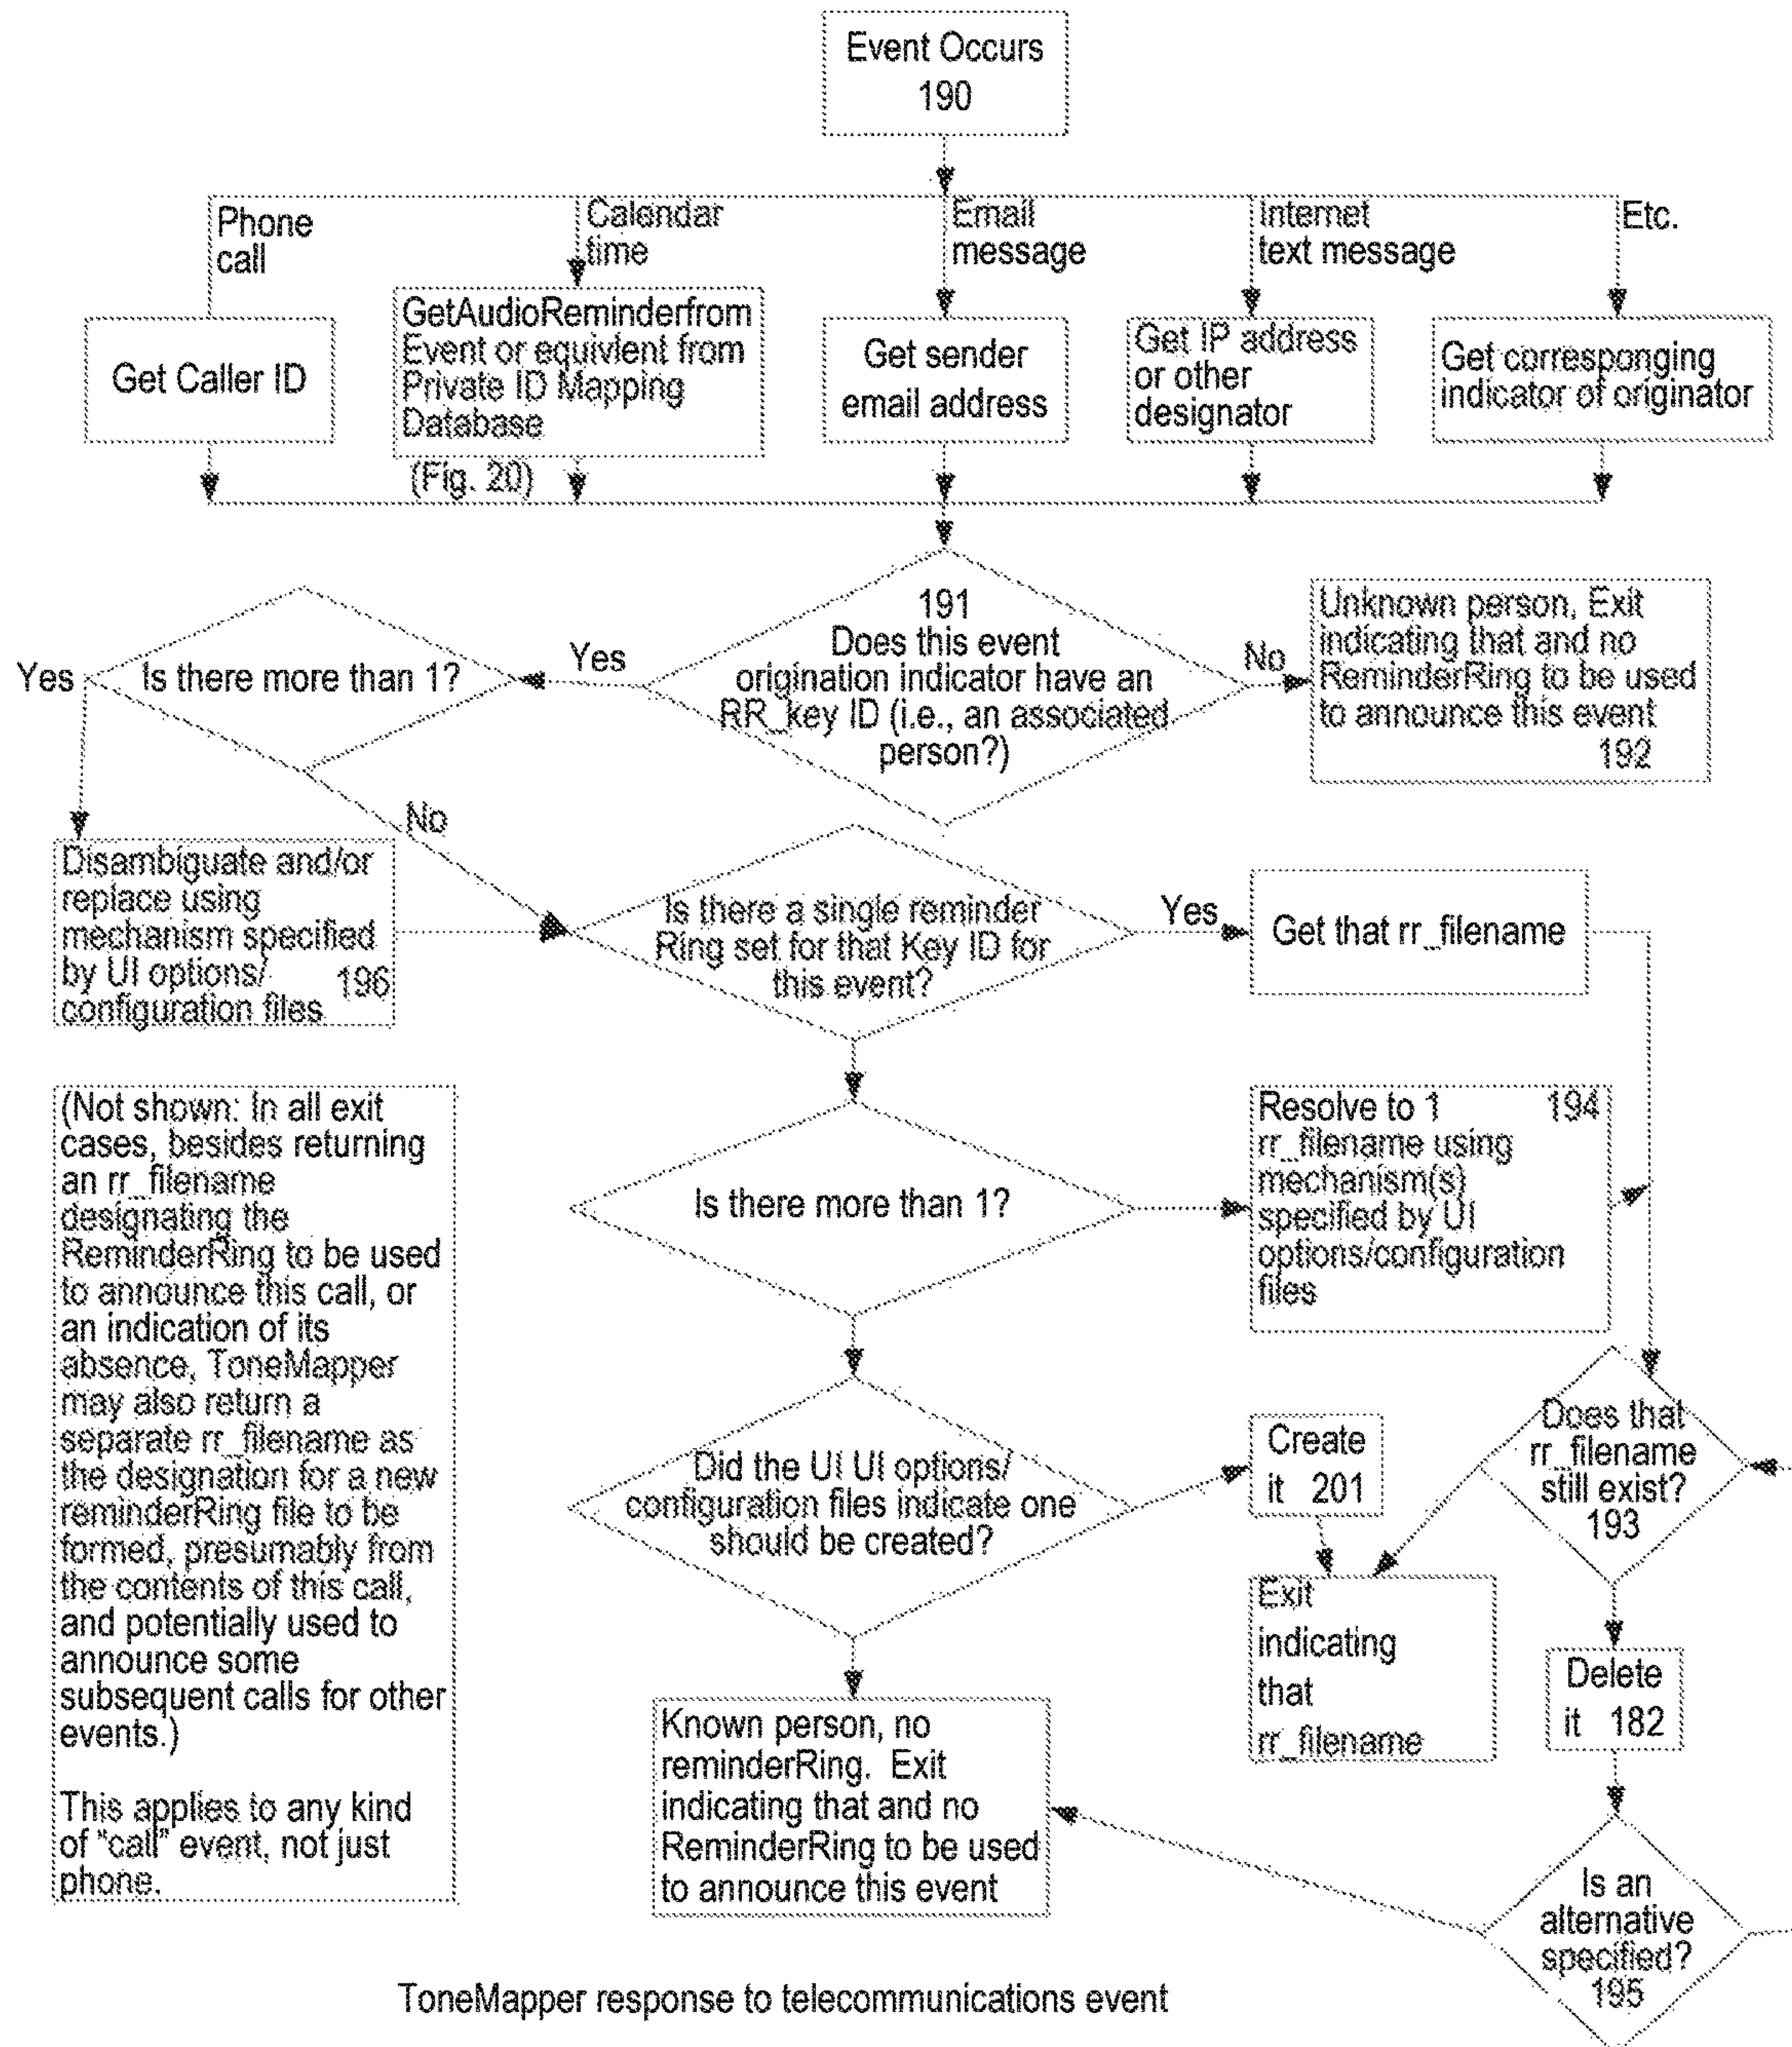 Event Occurs
190
Phone
call
Calendar
time
Email
message
Internet
text message
Etc.
Get Caller ID
GetAudioReminderfrom
Event or equivlent from
Private ID Mapping
Database
(Fig. 20)
Get sender
email address
Get IP address
or other
designator
Get corresponging
indicator of originator
191
Does this event
origination indicator have an
RR_key ID (i.e., an associated
person?)
Yes
No
Unknown person, Exit
indicating that and no
ReminderRing to be used
to announce this event
192
Is there more than 1?
Yes
No
Disambiguate and/or
replace using
mechanism specified
by UI options/
configuration files
196
Is there a single reminder
Ring set for that Key ID for
this event?
Yes
Get that rr_filename
Is there more than 1?
Resolve to 1 194
rr_filename using
mechanism(s)
specified by UI
options/configuration
files
(Not shown: In all exit
cases, besides returning
an rr_filename
designating the
ReminderRing to be used
to announce this call, or
an indication of its
absence, ToneMapper
may also return a
separate rr_filename as
the designation for a new
reminderRing file to be
formed, presumably from
the contents of this call,
and potentially used to
announce some
subsequent calls for other
events.)
This applies to any kind
of "call" event, not just
phone.
Did the UI UI options/
configuration files indicate one
should be created?
Create
it 201
Does that
rr_filename
still exist?
193
Exit
indicating
that
rr_filename
Delete
it 182
Known person, no
reminderRing. Exit
indicating that and no
ReminderRing to be used
to announce this event
Is an
alternative
specified?
195
ToneMapper response to telecommunications event